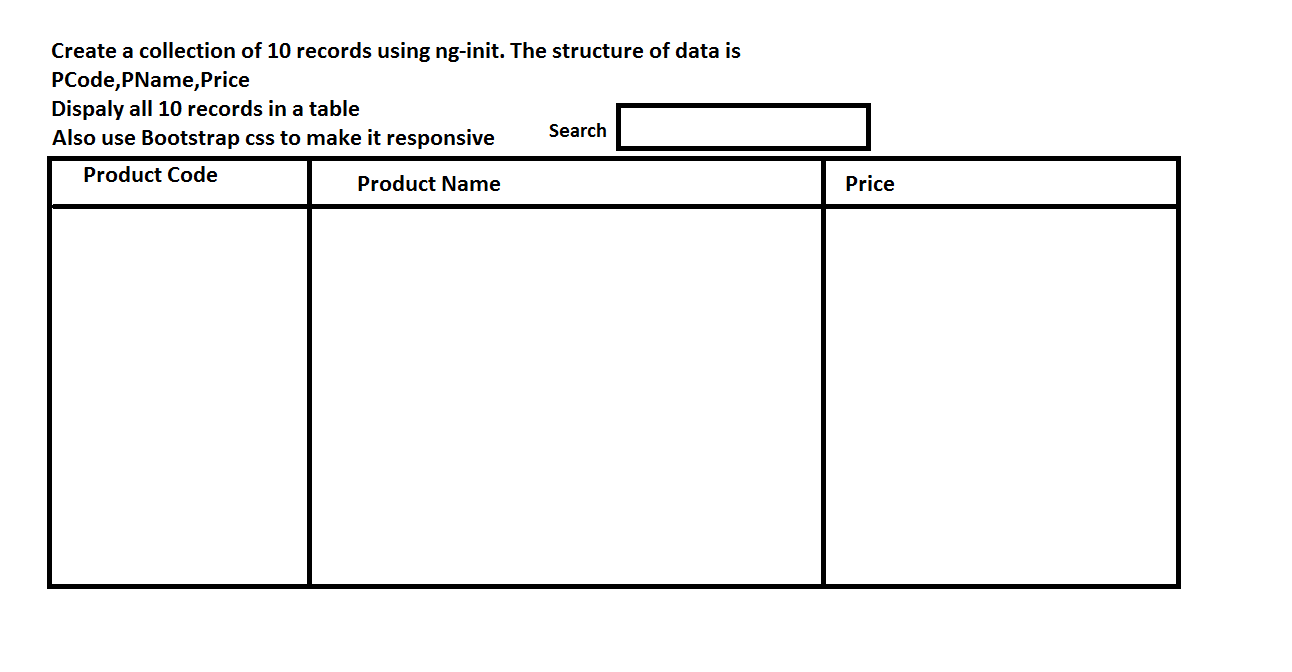 Create a collection of 10 records using ng-init. The structure of data is
PCode,PName,Price
Dispaly all 10 records in a table
Also use Bootstrap css to make it responsive
Search
Product Code
Product Name
Price